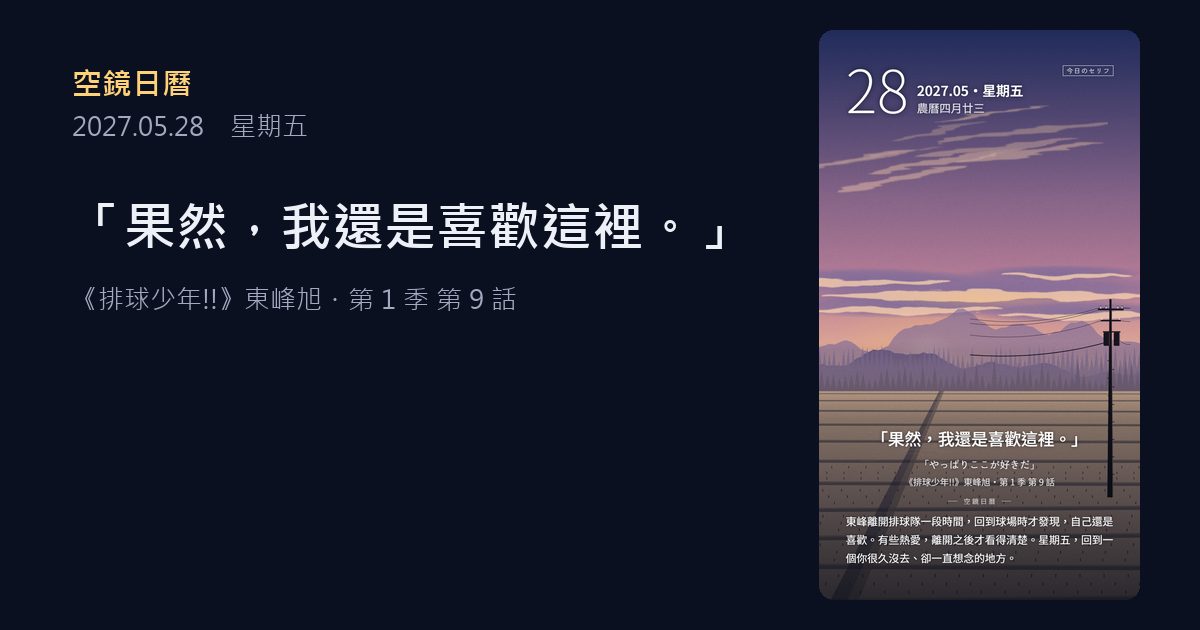 空鏡日曆
2027.05.28 星期五
「果然，我還是喜歡這裡。」
《排球少年!!》東峰旭・第 1 季 第 9 話
28
2027.05・星期五
農曆四月廿三
今日のセリフ
「果然，我還是喜歡這裡。」
「やっぱりここが好きだ」
《排球少年!!》東峰旭・第 1 季 第 9 話
空鏡日曆
東峰離開排球隊一段時間，回到球場時才發現，自己還是
喜歡。有些熱愛，離開之後才看得清楚。星期五，回到一
個你很久沒去、卻一直想念的地方。